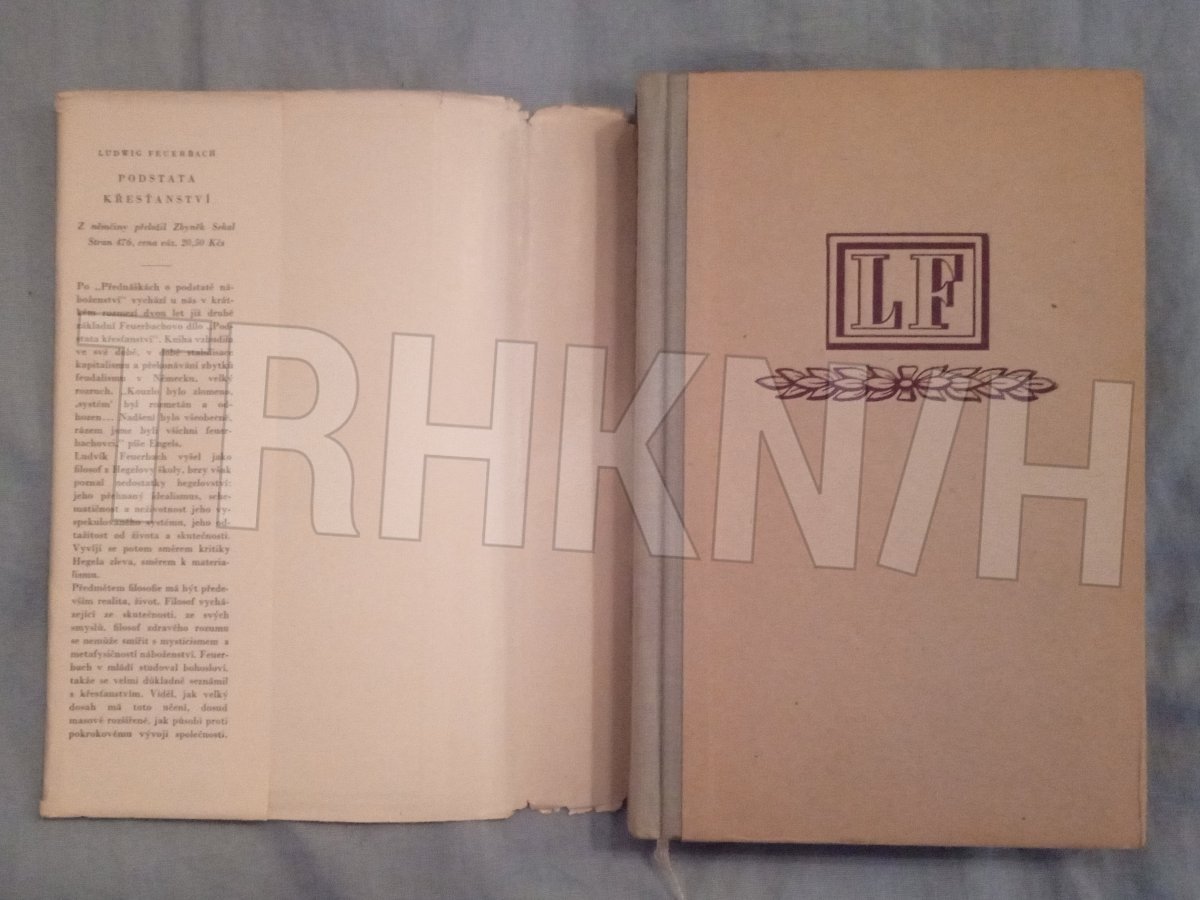 LUDWIG FEUERBACH
PODSTATA
KŘESŤANSTVÍ
Z němčiny přeložil Zbyněk Sekal
Stran 476, cena váz. 20,50 Kčs
Po „Přednáškách o podstatě ná-
boženství“ vychází u nás v krát-
kém rozmezí dvou let již druhé
základní Feuerbachovo dílo „Pod-
stata křesťanství“. Kniha vzbudila
ve své době, v době stabilisace
kapitalismu a překonávání zbytků
feudalismu v Německu, velký
rozruch. „Kouzlo bylo zlomeno,
‚systém‘ byl rozmetán a od-
hozen... Nadšení bylo všeobecné,
rázem jsme byli všichni feuer-
bachovci,“ píše Engels.
Ludvík Feuerbach vyšel jako
filosof z Hegelovy školy, brzy však
poznal nedostatky hegelovství:
jeho přehnaný idealismus, sche-
matičnost a neživotnost jeho vy-
spekulovaného systému, jeho od-
tažitost od života a skutečnosti.
Vyvíjí se potom směrem kritiky
Hegela zleva, směrem k materia-
lismu.
Předmětem filosofie má být přede-
vším realita, život. Filosof vychá-
zející ze skutečnosti, ze svých
smyslů, filosof zdravého rozumu
se nemůže smířit s mysticismem a
metafysičností náboženství. Feuer-
bach v mládí studoval bohosloví,
takže se velmi důkladně seznámil
s křesťanstvím. Viděl, jak velký
dosah má toto učení, dosud
masově rozšířené, jak působí proti
pokrokovému vývoji společnosti.
LF
TRHKNIH